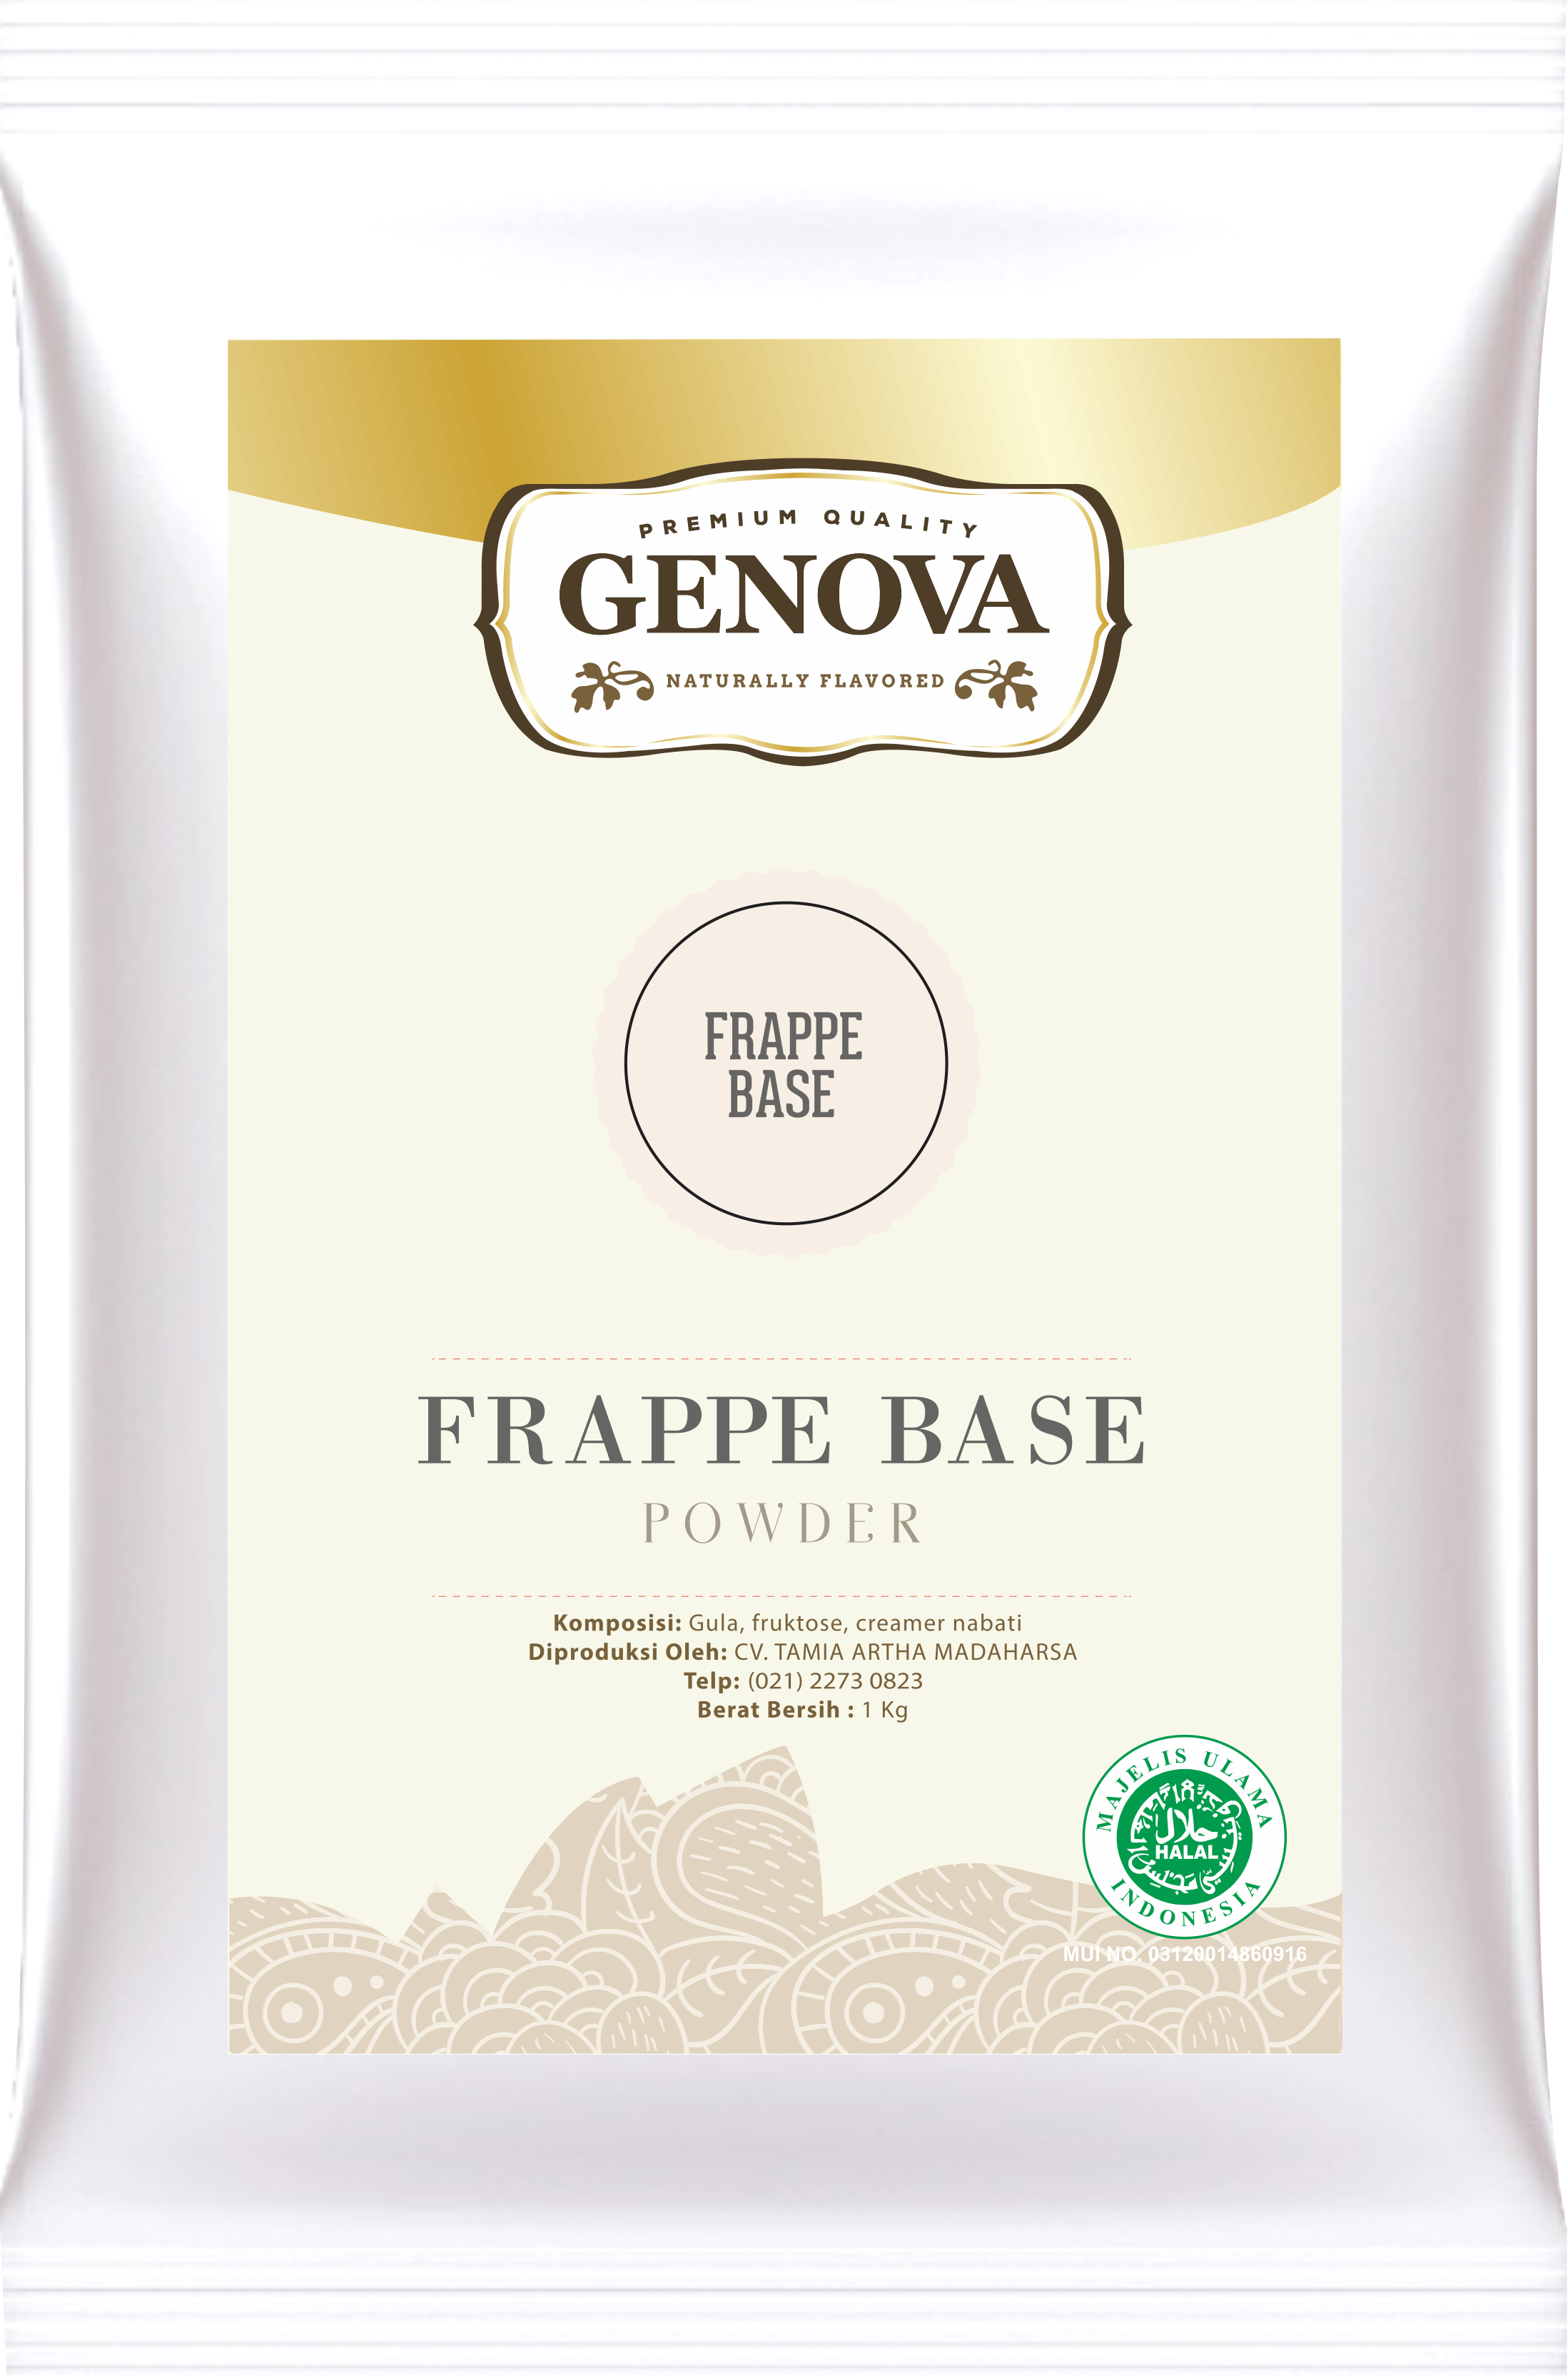 PREMIUM QUALITY
GENOVA
NATURALLY FLAVORED
FRAPPE
BASE
FRAPPE BASE
POWDER
Komposisi: Gula, fruktose, creamer nabati
Diproduksi Oleh: CV. TAMIA ARTHA MADAHARSA
Telp: (021) 2273 0823
Berat Bersih : 1 Kg
MAJELIS ULAMA
حلال
HALAL
INDONESIA
MUI NO. 03120014860916